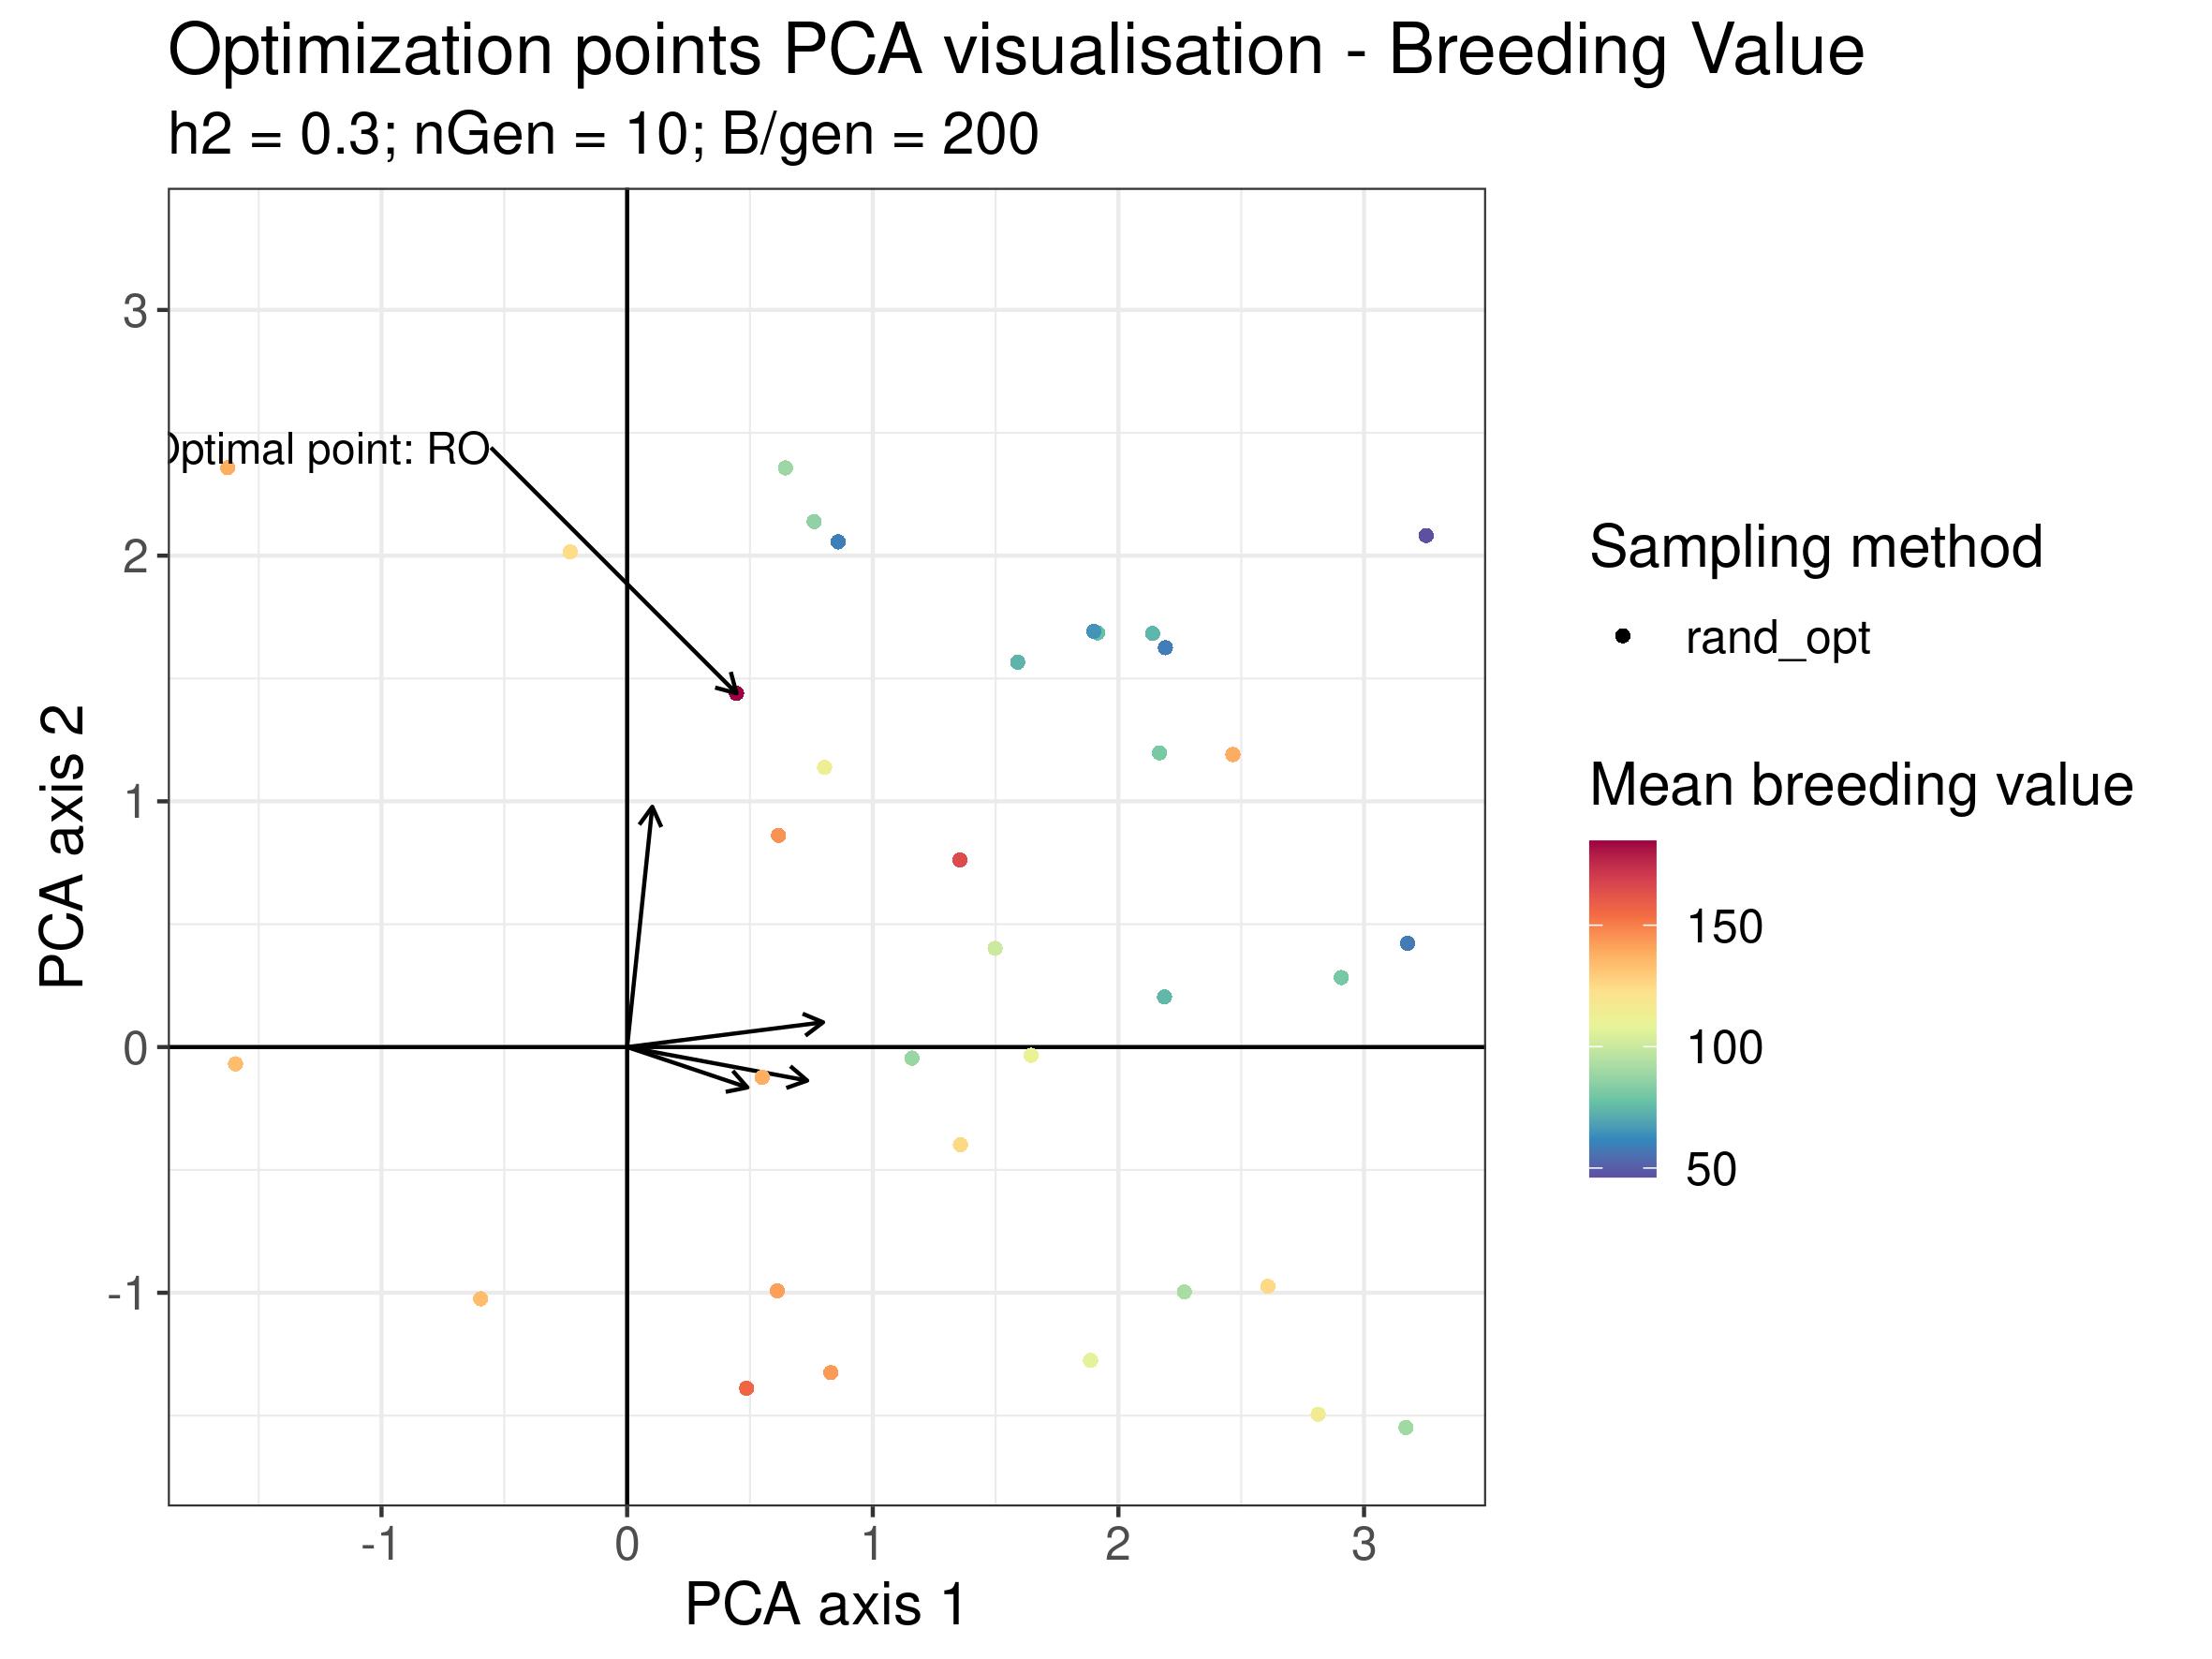 Optimization points PCA visualisation - Breeding Value
h2 = 0.3; nGen = 10; B/gen = 200
3
2
1
0
-1
PCA axis 2
Optimal point: RO
-1
0
1
2
3
PCA axis 1
Sampling method
rand_opt
Mean breeding value
150
100
50